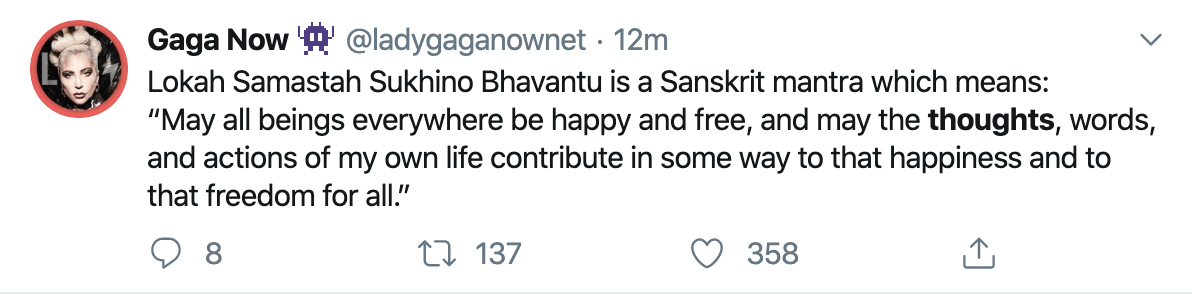 Gaga Now @ladygaganownet · 12m
Lokah Samastah Sukhino Bhavantu is a Sanskrit mantra which means:
“May all beings everywhere be happy and free, and may the thoughts, words,
and actions of my own life contribute in some way to that happiness and to
that freedom for all.”
8 137 358